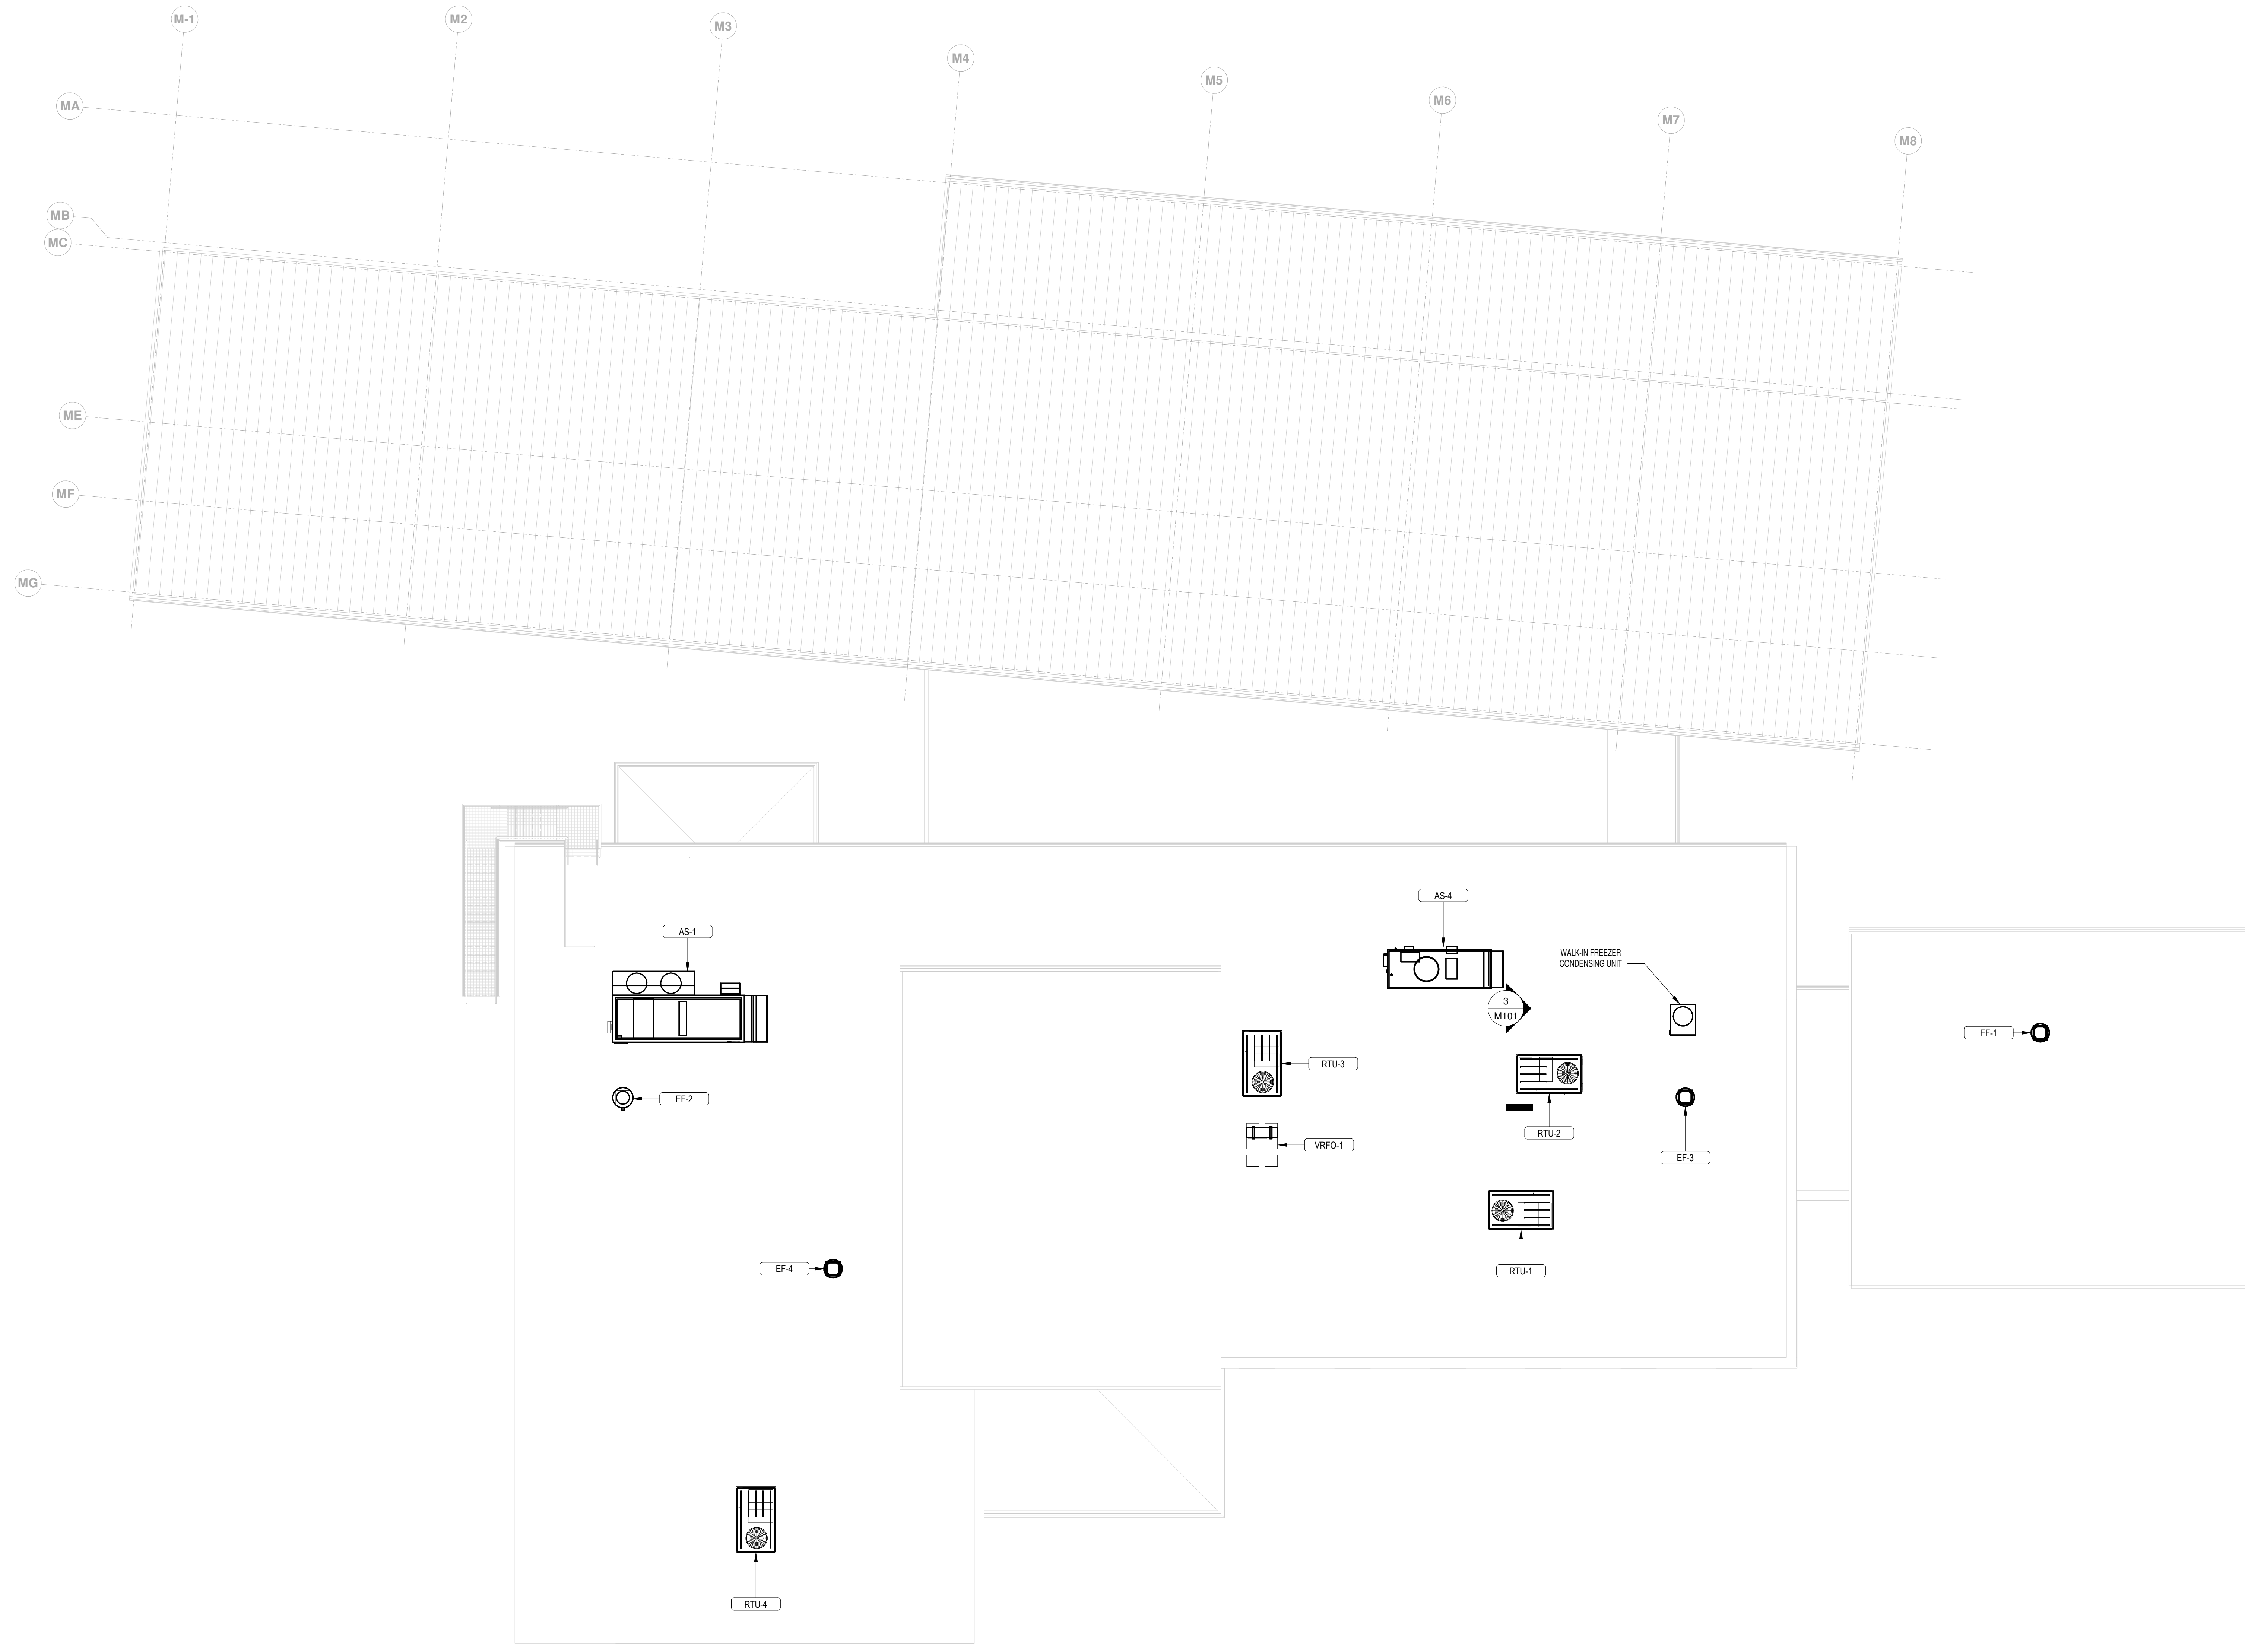 M-1
M2
M3
M4
M5
M6
M7
M8
MA
MB
MC
ME
MF
MG
AS-4
AS-1
WALK-IN FREEZER
CONDENSING UNIT
3
M101
EF-1
RTU-3
EF-2
RTU-2
VRFO-1
EF-3
EF-4
RTU-1
RTU-4